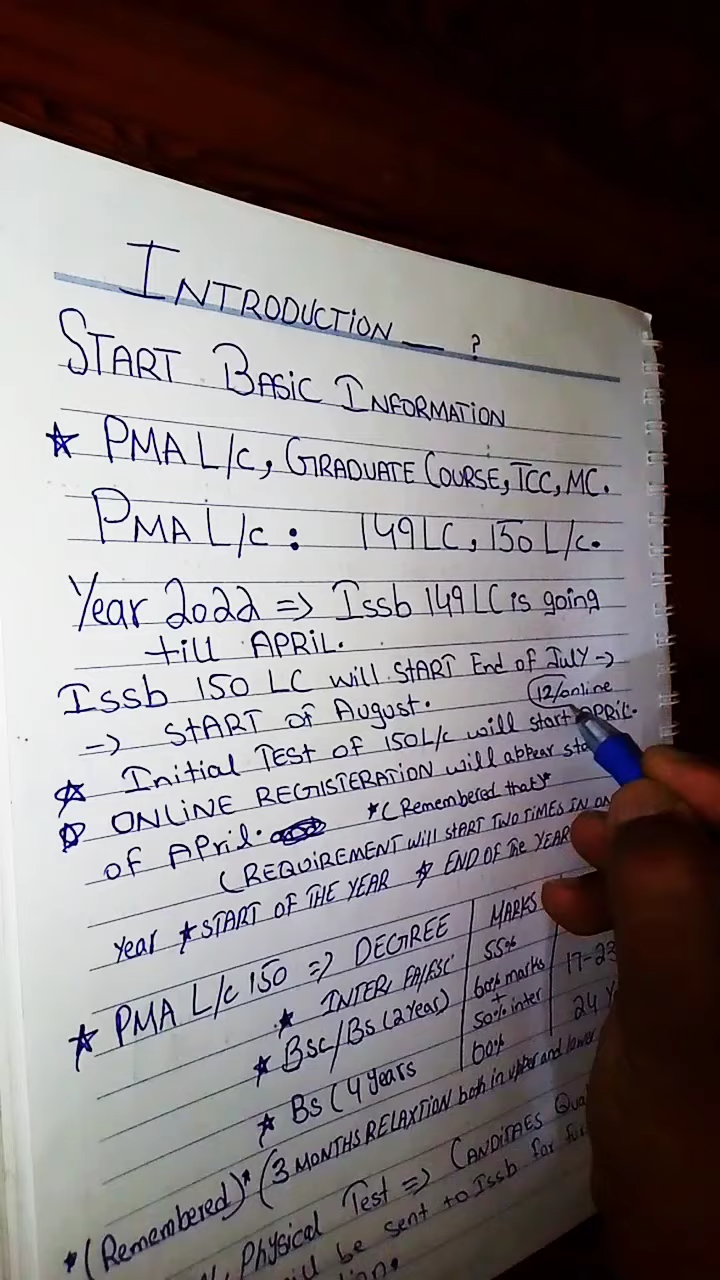 INTRODUCTION — ?
START BASIC INFORMATION
☆ PMA L/C, GRADUATE COURSE, TCC, MC.
PMA L/C : 149 LC, 150 L/C.
Year 2022 => Issb 149 LC is going
till APRIL.
Issb 150 LC will START End of JULY ->
-> START OF August.
12/online
☆ Initial TEST of 150 L/C will start APRIL.
ONLINE REGISTERATION will appear
of APril. *(Remembered that)*
(REQUIREMENT will START TWO TIMES IN
Year * START OF THE YEAR * END OF The YEAR
☆ PMA L/C 150 => DEGREE MARKS
* INTER, FA/FSC 55% 17-23
* Bsc/Bs (2 Year) 60% marks + 50% inter 24
* Bs (4 years 60%
*(Remembered)* (3 MONTHS RELAXTION both in upper and lower
Physical Test => CANDITAES
be sent to Issb for